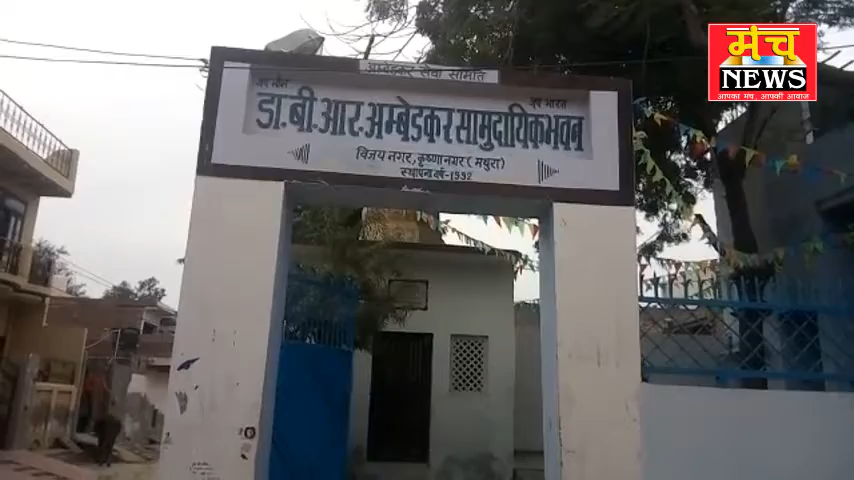 अम्बेडकर सेवा समिति
जय भीम
जय भारत
डा.बी.आर.अम्बेडकर सामुदायिक भवन
विजय नगर, कृष्णा नगर (मथुरा)
स्थापना वर्ष-1992
मंच
NEWS
आपका मंच आपकी आवाज